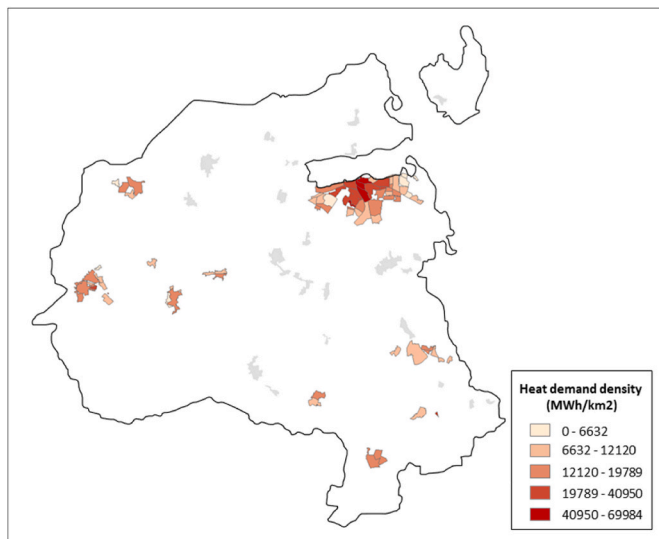 Heat demand density
(MWh/km2)
0 - 6632
6632 - 12120
12120 - 19789
19789 - 40950
40950 - 69984